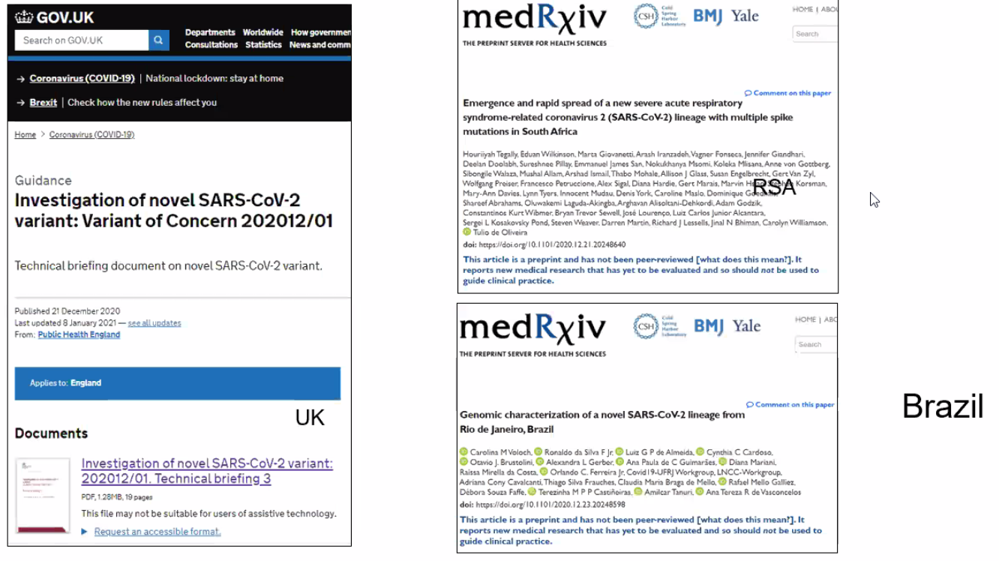 GOV.UK
Search on GOV.UK
Departments Worldwide How governmen
Consultations Statistics News and comm
→ Coronavirus (COVID-19) | National lockdown: stay at home
→ Brexit | Check how the new rules affect you
Home > Coronavirus (COVID-19)
Guidance
Investigation of novel SARS-CoV-2
variant: Variant of Concern 202012/01
Technical briefing document on novel SARS-CoV-2 variant.
Published 21 December 2020
Last updated 8 January 2021 — see all updates
From: Public Health England
Applies to: England
UK
Documents
Investigation of novel SARS-CoV-2 variant:
202012/01. Technical briefing 3
PDF, 1.28MB, 19 pages
This file may not be suitable for users of assistive technology.
Request an accessible format.
medRxiv
THE PREPRINT SERVER FOR HEALTH SCIENCES
CSH Cold Spring Harbor Laboratory BMJ Yale
HOME | ABOU
Search
Comment on this paper
Emergence and rapid spread of a new severe acute respiratory
syndrome-related coronavirus 2 (SARS-CoV-2) lineage with multiple spike
mutations in South Africa
Houriiyah Tegally, Eduan Wilkinson, Marta Giovanetti, Arash Iranzadeh, Vagner Fonseca, Jennifer Giandhari,
Deelan Doolabh, Sureshnee Pillay, Emmanuel James San, Nokukhanya Msomi, Koleka Mlisana, Anne von Gottberg,
Sibongile Walaza, Mushal Allam, Arshad Ismail, Thabo Mohale, Allison J Glass, Susan Engelbrecht, Gert Van Zyl,
Wolfgang Preiser, Francesco Petruccione, Alex Sigal, Diana Hardie, Gert Marais, Marvin Korsman,
Mary-Ann Davies, Lynn Tyers, Innocent Mudau, Denis York, Caroline Maslo, Dominique
Shareef Abrahams, Oluwakemi Laguda-Akingba, Arghavan Alisoltani-Dehkordi, Adam Godzik,
Constantinos Kurt Wibmer, Bryan Trevor Sewell, José Lourenço, Luiz Carlos Junior Alcantara,
Sergei L Kosakovsky Pond, Steven Weaver, Darren Martin, Richard J Lessells, Jinal N Bhiman, Carolyn Williamson,
Tulio de Oliveira
RSA
doi: https://doi.org/10.1101/2020.12.21.20248640
This article is a preprint and has not been peer-reviewed [what does this mean?]. It
reports new medical research that has yet to be evaluated and so should not be used to
guide clinical practice.
medRxiv
THE PREPRINT SERVER FOR HEALTH SCIENCES
CSH Cold Spring Harbor Laboratory BMJ Yale
HOME | ABC
Search
Comment on this paper
Genomic characterization of a novel SARS-CoV-2 lineage from
Rio de Janeiro, Brazil
Carolina M Voloch, Ronaldo da Silva F Jr, Luiz G P de Almeida, Cynthia C Cardoso,
Otavio J. Brustolini, Alexandra L Gerber, Ana Paula de C Guimarães, Diana Mariani,
Raissa Mirella da Costa, Orlando C. Ferreira Jr, Covid19-UFRJ Workgroup, LNCC-Workgroup,
Adriana Cony Cavalcanti, Thiago Silva Frauches, Claudia Maria Braga de Mello, Rafael Mello Galliez,
Débora Souza Faffe, Terezinha M P P Castiñeiras, Amilcar Tanuri, Ana Tereza R de Vasconcelos
doi: https://doi.org/10.1101/2020.12.23.20248598
This article is a preprint and has not been peer-reviewed [what does this mean?]. It
reports new medical research that has yet to be evaluated and so should not be used to
guide clinical practice.
Brazil